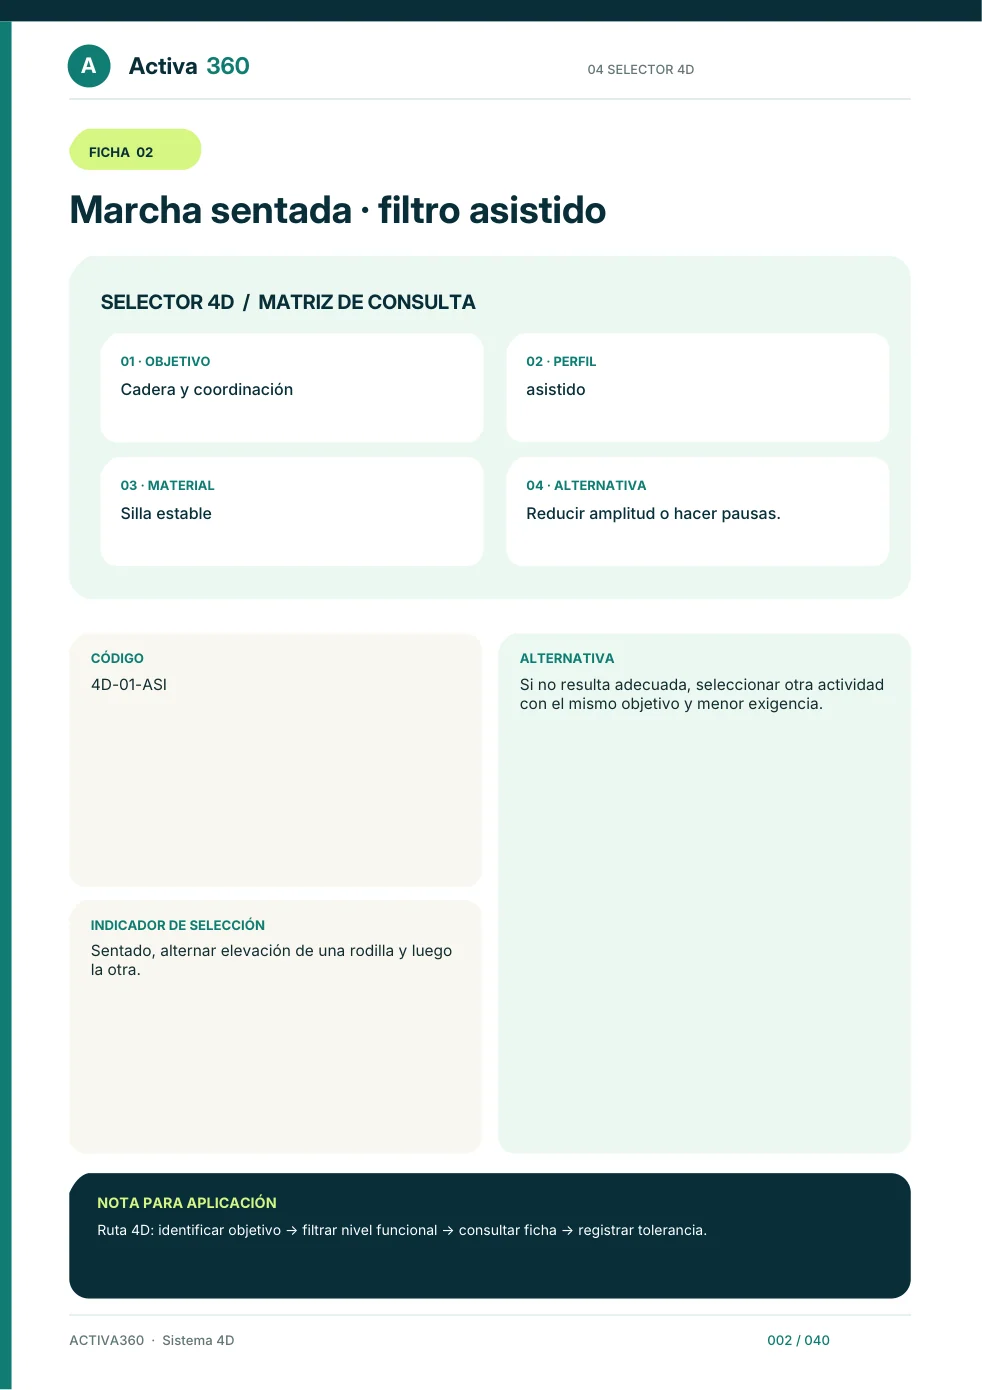 A Activa 360
04 SELECTOR 4D
FICHA 02
Marcha sentada · filtro asistido
SELECTOR 4D / MATRIZ DE CONSULTA
01 · OBJETIVO
Cadera y coordinación
02 · PERFIL
asistido
03 · MATERIAL
Silla estable
04 · ALTERNATIVA
Reducir amplitud o hacer pausas.
CÓDIGO
4D-01-ASI
INDICADOR DE SELECCIÓN
Sentado, alternar elevación de una rodilla y luego
la otra.
ALTERNATIVA
Si no resulta adecuada, seleccionar otra actividad
con el mismo objetivo y menor exigencia.
NOTA PARA APLICACIÓN
Ruta 4D: identificar objetivo → filtrar nivel funcional → consultar ficha → registrar tolerancia.
ACTIVA360 · Sistema 4D
002 / 040